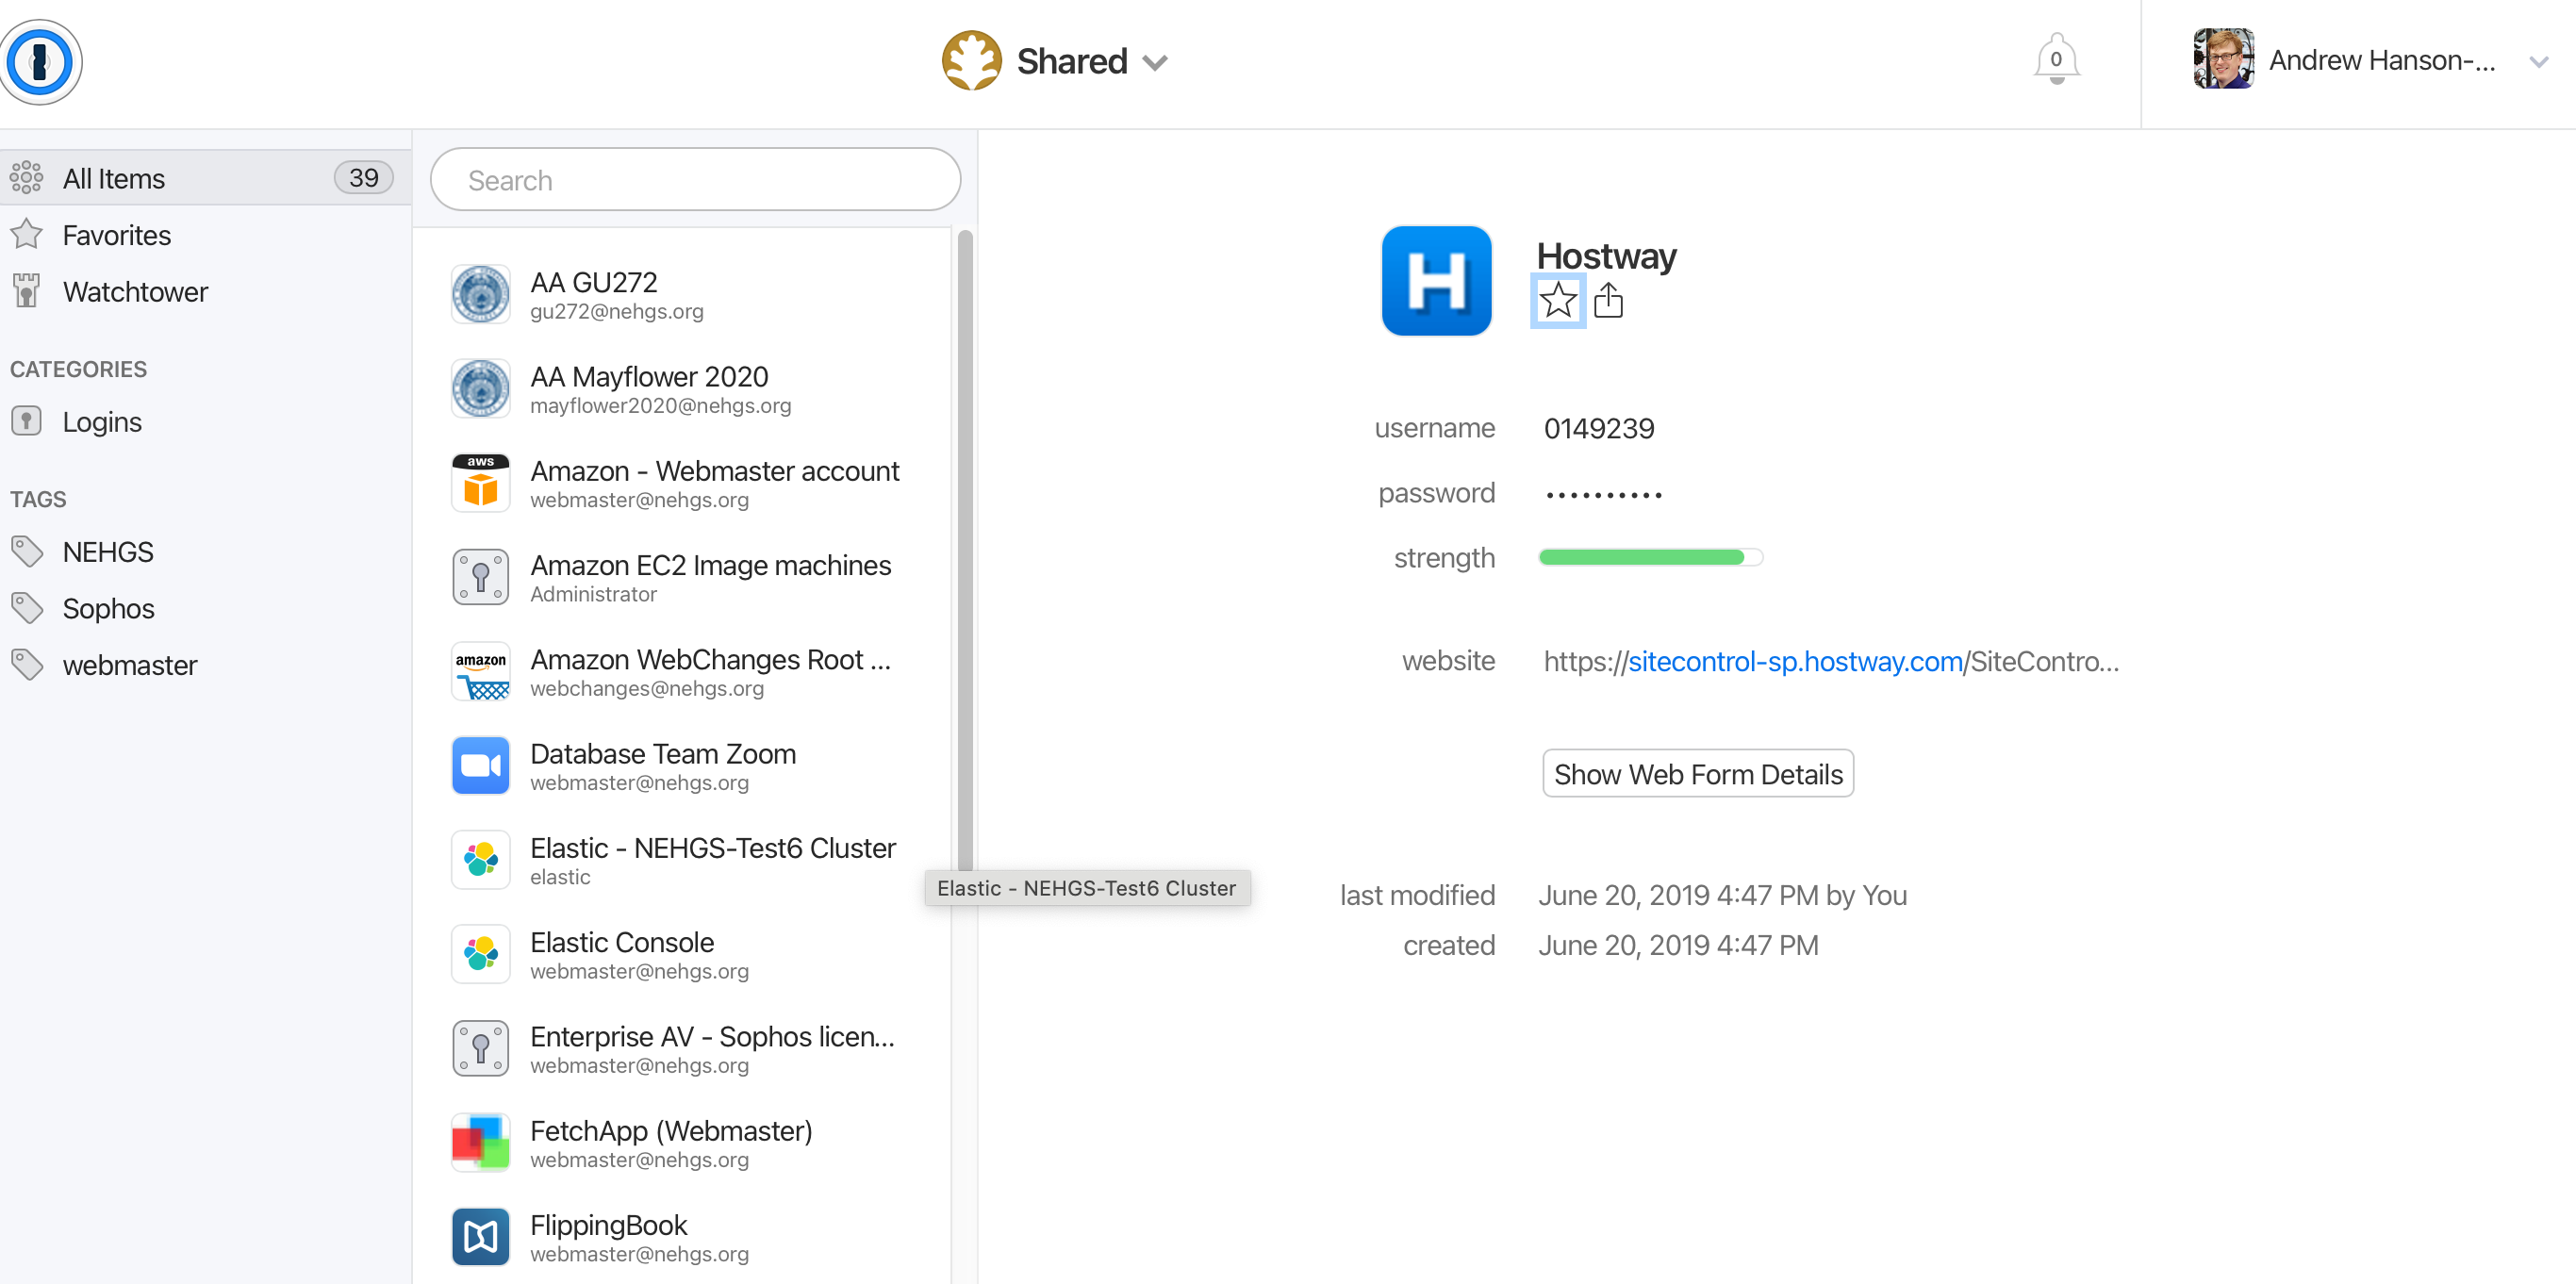 Shared
0
Andrew Hanson-...
All Items
39
Favorites
Watchtower
CATEGORIES
Logins
TAGS
NEHGS
Sophos
webmaster
Search
AA GU272
gu272@nehgs.org
AA Mayflower 2020
mayflower2020@nehgs.org
aws
Amazon - Webmaster account
webmaster@nehgs.org
Amazon EC2 Image machines
Administrator
amazon
Amazon WebChanges Root ...
webchanges@nehgs.org
Database Team Zoom
webmaster@nehgs.org
Elastic - NEHGS-Test6 Cluster
elastic
Elastic - NEHGS-Test6 Cluster
Elastic Console
webmaster@nehgs.org
Enterprise AV - Sophos licen...
webmaster@nehgs.org
FetchApp (Webmaster)
webmaster@nehgs.org
FlippingBook
webmaster@nehgs.org
H
Hostway
username 0149239
password ••••••••••
strength
website https://sitecontrol-sp.hostway.com/SiteContro...
Show Web Form Details
last modified June 20, 2019 4:47 PM by You
created June 20, 2019 4:47 PM